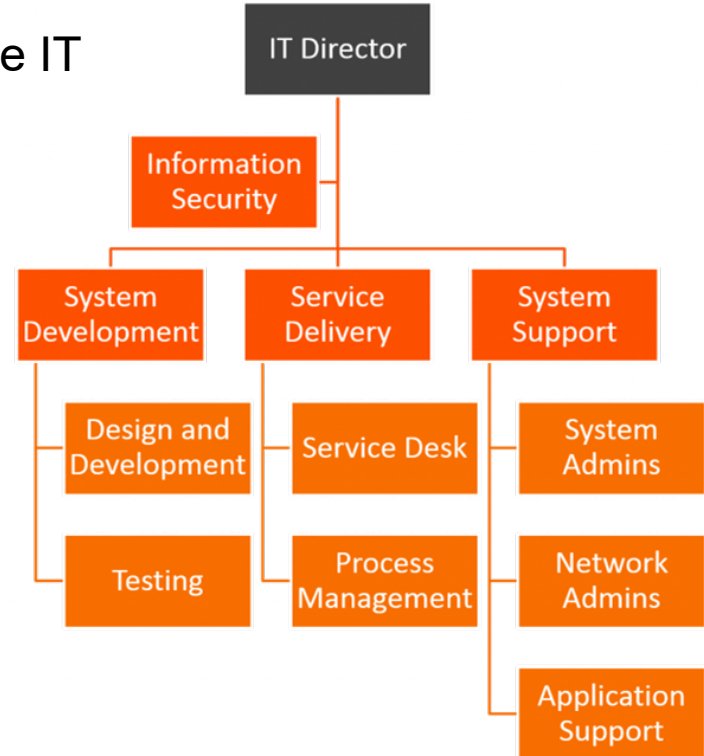 e IT
IT Director
Information
Security
System
Development
Service
Delivery
System
Support
Design and
Development
Service Desk
System
Admins
Testing
Process
Management
Network
Admins
Application
Support